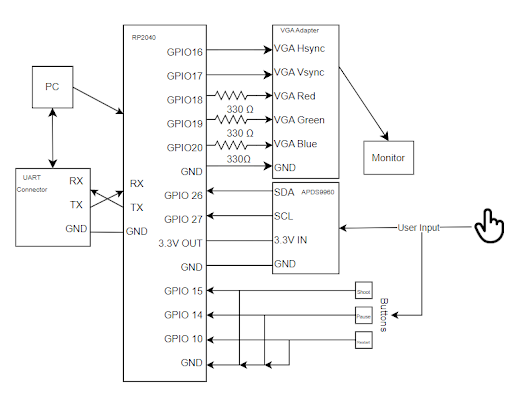 RP2040
VGA Adapter
GPIO16
VGA Hsync
GPIO17
VGA Vsync
GPIO18
VGA Red
330 Ω
GPIO19
VGA Green
330 Ω
GPIO20
VGA Blue
330Ω
GND
GND
PC
Monitor
UART
Connector
RX
TX
GND
RX
TX
GND
GPIO 26
SDA
APDS9960
GPIO 27
SCL
3.3V OUT
3.3V IN
GND
GND
User Input
GPIO 15
Shoot
GPIO 14
Pause
GPIO 10
Restart
GND
Buttons